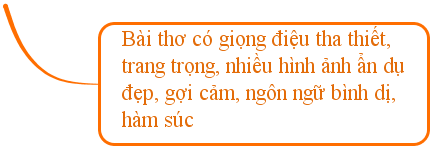 Bài thơ có giọng điệu tha thiết,
trang trọng, nhiều hình ảnh ẩn dụ
đẹp, gợi cảm, ngôn ngữ bình dị,
hàm súc